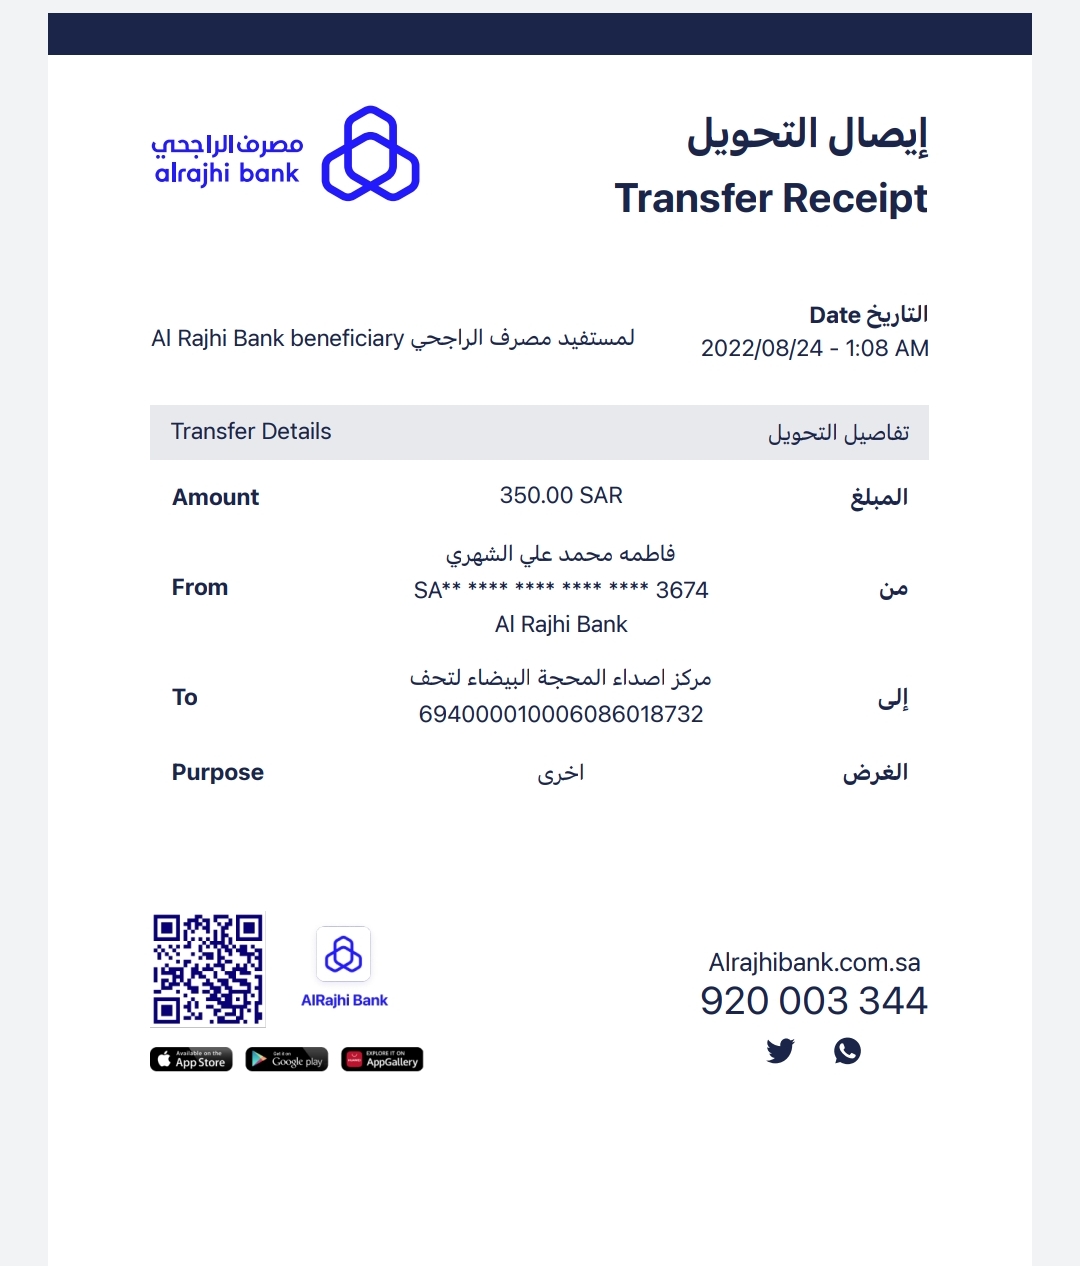 مصرف الراجحي
alrajhi bank
إيصال التحويل
Transfer Receipt
التاريخ Date
2022/08/24 - 1:08 AM
Al Rajhi Bank beneficiary لمستفيد مصرف الراجحي
Transfer Details تفاصيل التحويل
Amount 350.00 SAR المبلغ
فاطمه محمد علي الشهري
From SA** **** **** **** **** 3674 من
Al Rajhi Bank
مركز اصداء المحجة البيضاء لتحف
To إلى
694000010006086018732
Purpose اخرى الغرض
AlRajhi Bank
Alrajhibank.com.sa
920 003 344
Available on the App Store
Get it on Google play
EXPLORE IT ON AppGallery